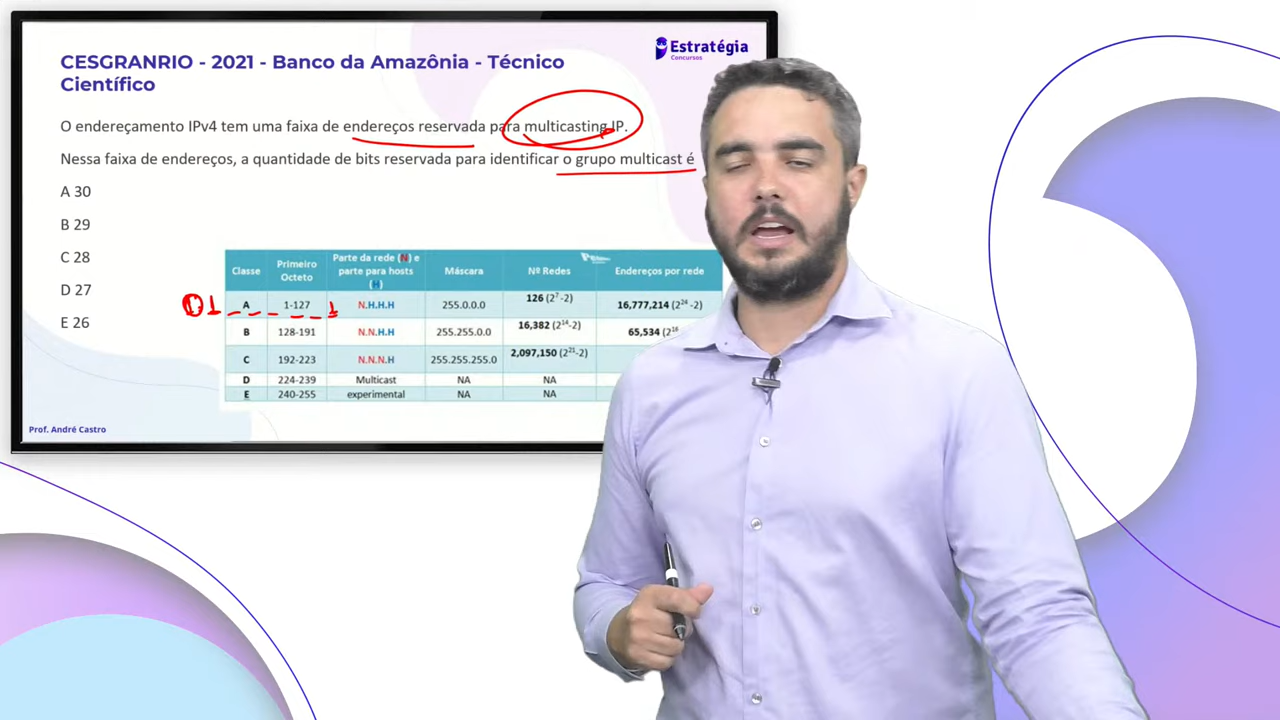 CESGRANRIO - 2021 - Banco da Amazônia - Técnico
Científico
Estratégia
Concursos
O endereçamento IPv4 tem uma faixa de endereços reservada para multicasting IP.
Nessa faixa de endereços, a quantidade de bits reservada para identificar o grupo multicast é
A 30
B 29
C 28
D 27
E 26
Classe Primeiro Octeto Parte da rede (N) e parte para hosts (H) Máscara Nº Redes Endereços por rede
01 A 1-127 1 N.H.H.H 255.0.0.0 126 (2⁷-2) 16,777,214 (2²⁴-2)
B 128-191 N.N.H.H 255.255.0.0 16,382 (2¹⁴-2) 65,534 (2¹⁶
C 192-223 N.N.N.H 255.255.255.0 2,097,150 (2²¹-2)
D 224-239 Multicast NA NA
E 240-255 experimental NA NA
Prof. André Castro